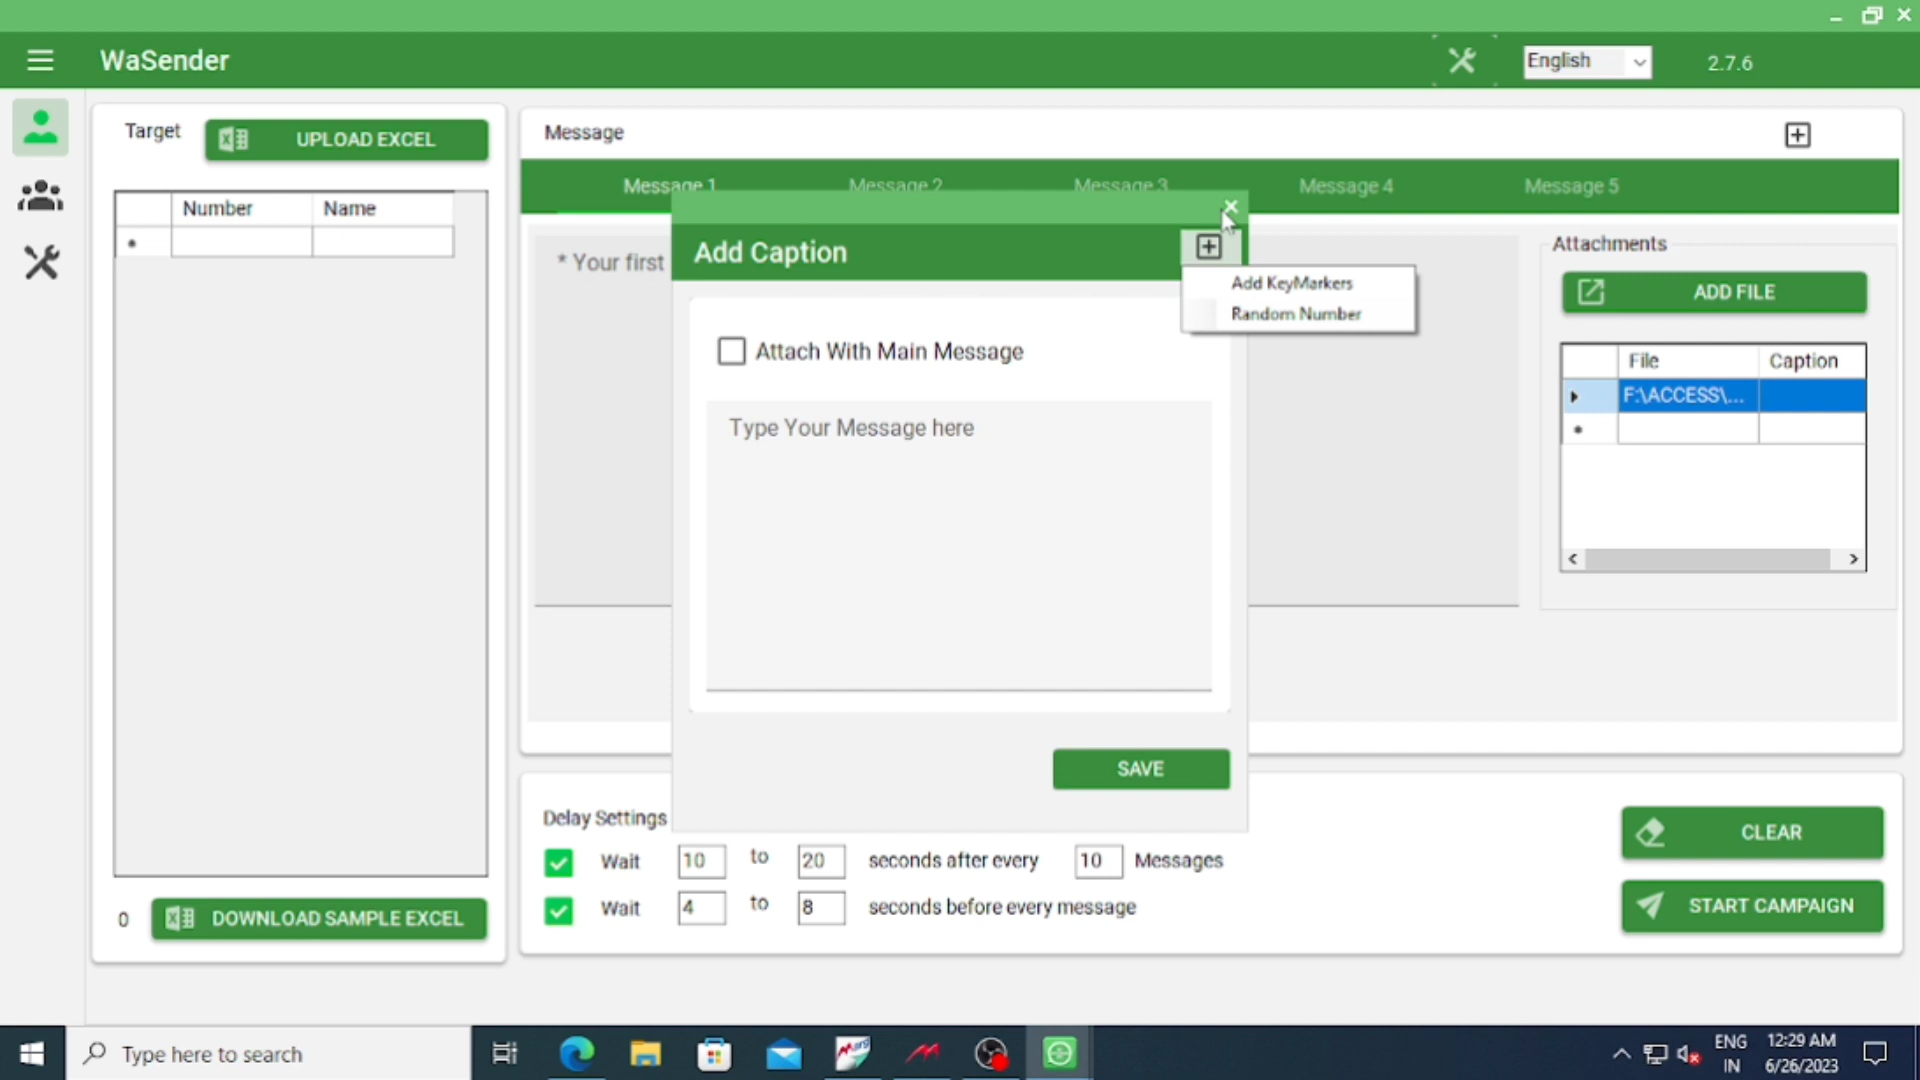 WaSender
English
2.7.6
Target
UPLOAD EXCEL
Number
Name
0
DOWNLOAD SAMPLE EXCEL
Message
Message 1
Message 2
Message 3
Message 4
Message 5
* Your first
Add Caption
Add KeyMarkers
Random Number
Attach With Main Message
Type Your Message here
SAVE
Attachments
ADD FILE
File
Caption
F:\ACCESS\...
Delay Settings
Wait 10 to 20 seconds after every 10 Messages
Wait 4 to 8 seconds before every message
CLEAR
START CAMPAIGN
Type here to search
ENG
IN
12:29 AM
6/26/2023